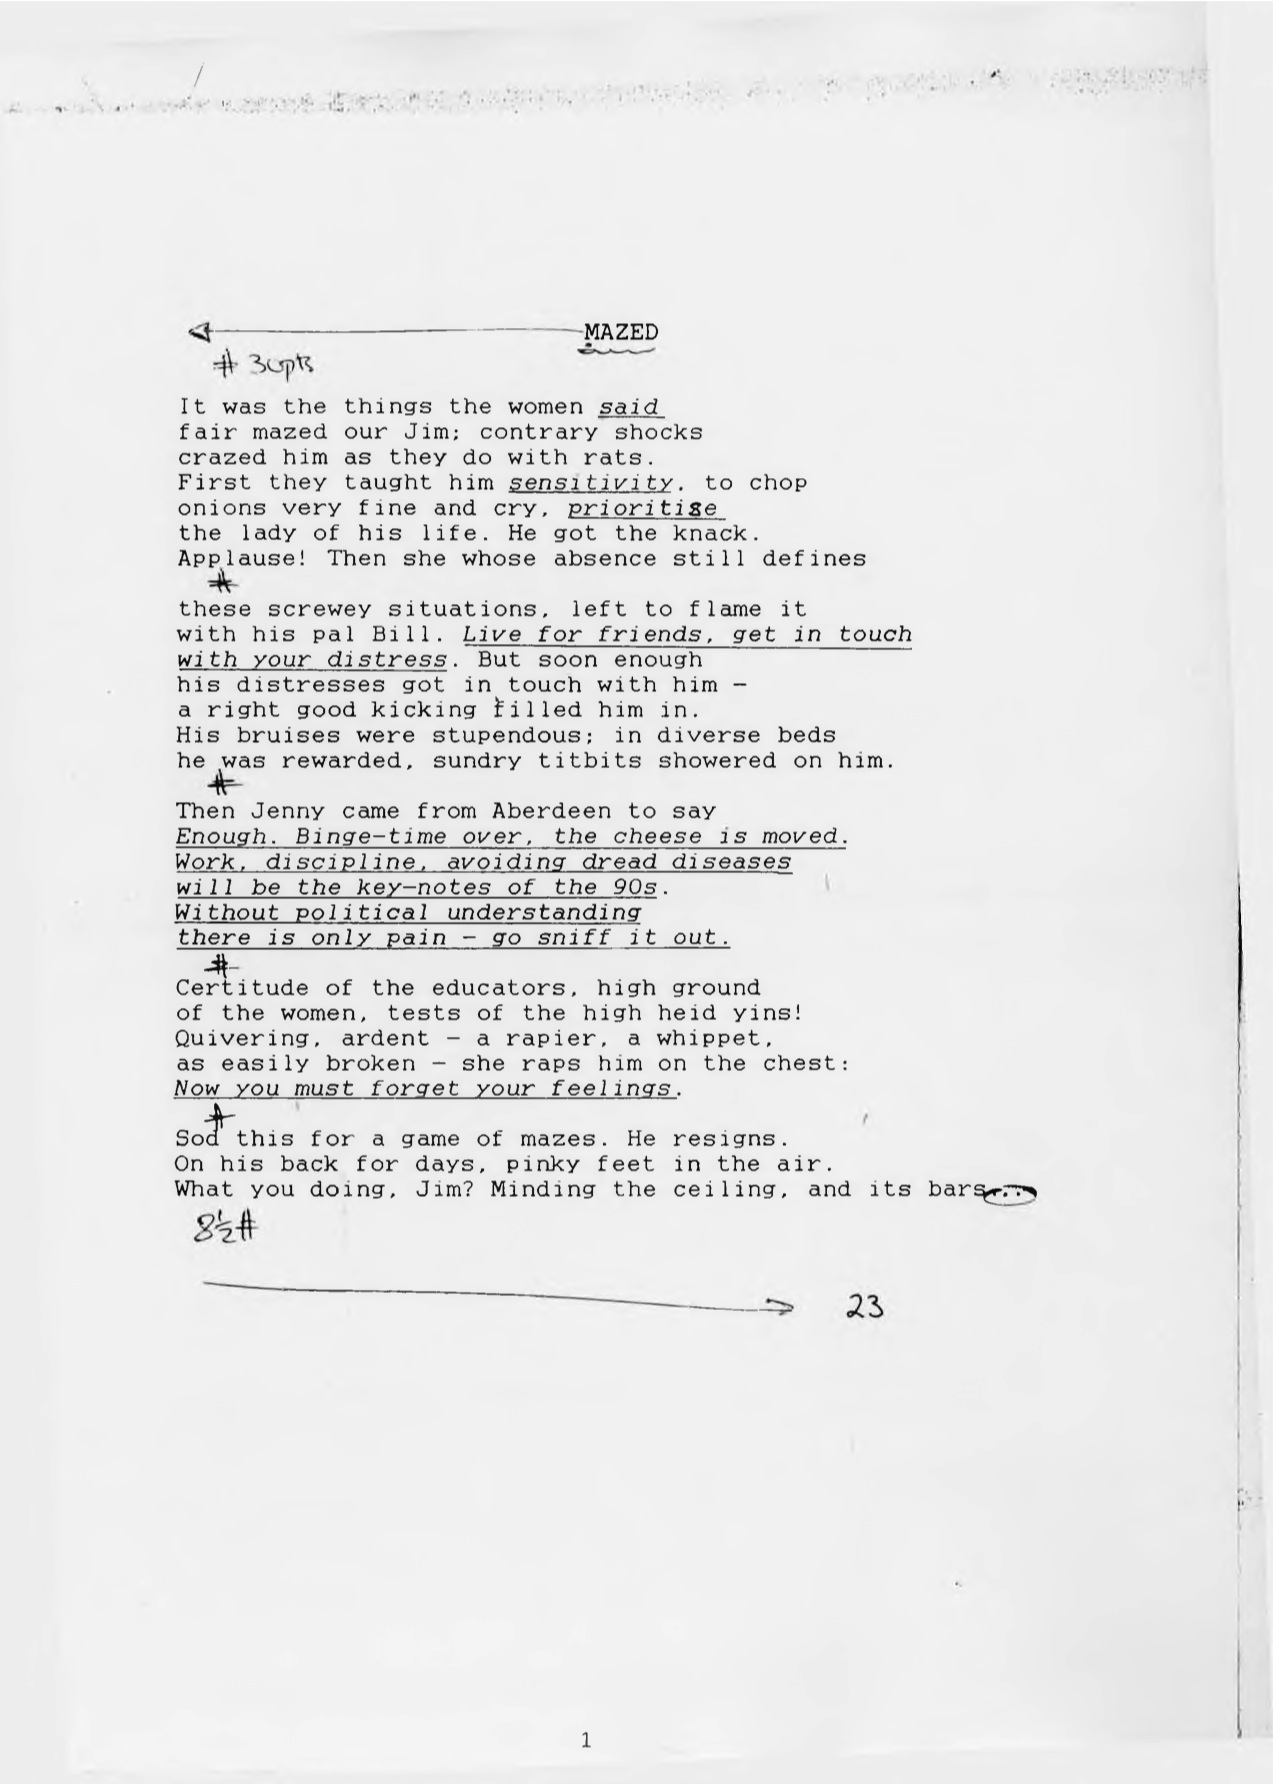 MAZED
# 30pts
It was the things the women said
fair mazed our Jim; contrary shocks
crazed him as they do with rats.
First they taught him sensitivity, to chop
onions very fine and cry, prioritise
the lady of his life. He got the knack.
Applause! Then she whose absence still defines
#
these screwey situations, left to flame it
with his pal Bill. Live for friends, get in touch
with your distress. But soon enough
his distresses got in touch with him –
a right good kicking filled him in.
His bruises were stupendous; in diverse beds
he was rewarded, sundry titbits showered on him.
#
Then Jenny came from Aberdeen to say
Enough. Binge-time over, the cheese is moved.
Work, discipline, avoiding dread diseases
will be the key-notes of the 90s.
Without political understanding
there is only pain – go sniff it out.
#
Certitude of the educators, high ground
of the women, tests of the high heid yins!
Quivering, ardent – a rapier, a whippet,
as easily broken – she raps him on the chest:
Now you must forget your feelings.
#
Sod this for a game of mazes. He resigns.
On his back for days, pinky feet in the air.
What you doing, Jim? Minding the ceiling, and its bars...
8½#
23
1